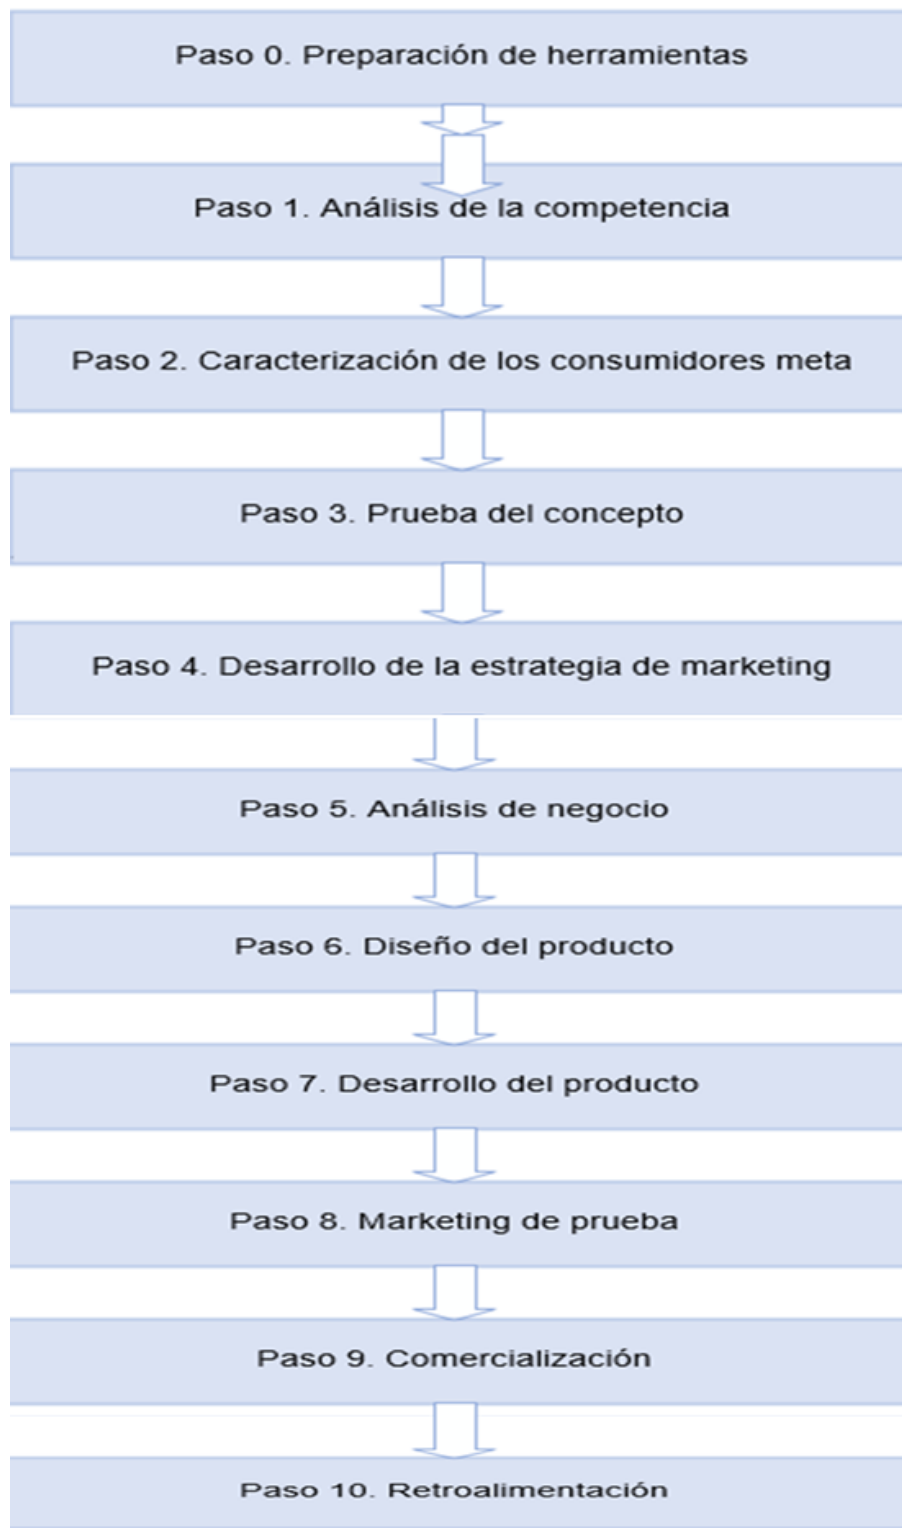 Paso 0. Preparación de herramientas
Paso 1. Análisis de la competencia
Paso 2. Caracterización de los consumidores meta
Paso 3. Prueba del concepto
Paso 4. Desarrollo de la estrategia de marketing
Paso 5. Análisis de negocio
Paso 6. Diseño del producto
Paso 7. Desarrollo del producto
Paso 8. Marketing de prueba
Paso 9. Comercialización
Paso 10. Retroalimentación